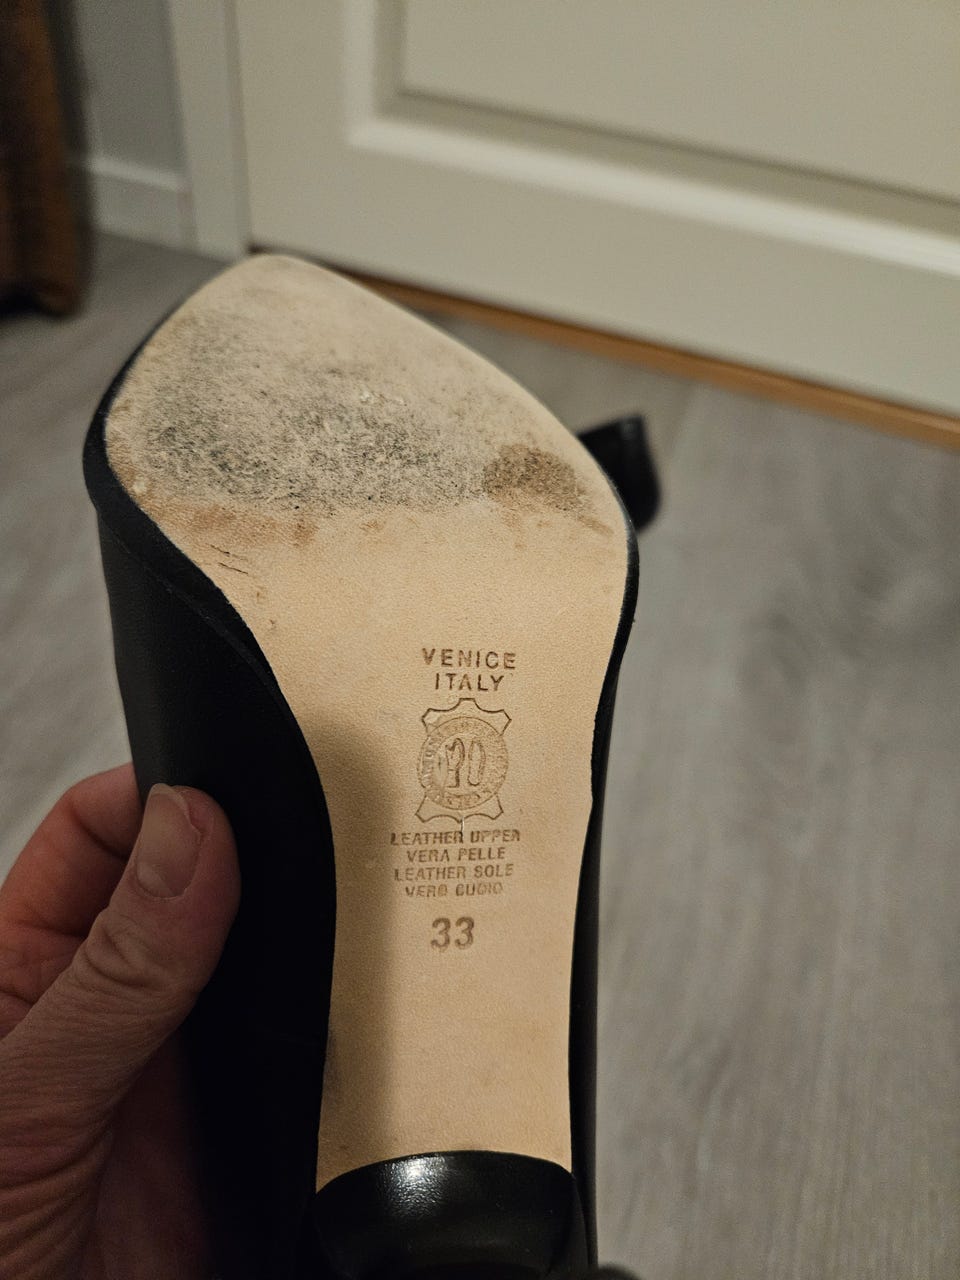 VENICE
ITALY
LEATHER UPPER
VERA PELLE
LEATHER SOLE
VERO CUOIO
33